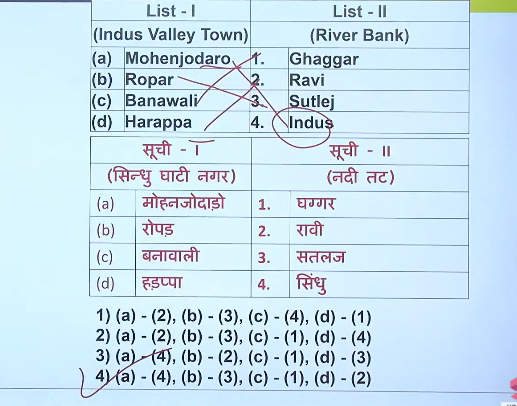 List - I List - II
(Indus Valley Town) (River Bank)
(a) Mohenjodaro 1. Ghaggar
(b) Ropar 2. Ravi
(c) Banawali 3. Sutlej
(d) Harappa 4. Indus
सूची - I सूची - II
(सिन्धु घाटी नगर) (नदी तट)
(a) मोहनजोदाड़ो 1. घग्गर
(b) रोपड़ 2. रावी
(c) बनावाली 3. सतलज
(d) हड़प्पा 4. सिंधु
1) (a) - (2), (b) - (3), (c) - (4), (d) - (1)
2) (a) - (2), (b) - (3), (c) - (1), (d) - (4)
3) (a) - (4), (b) - (2), (c) - (1), (d) - (3)
4) (a) - (4), (b) - (3), (c) - (1), (d) - (2)